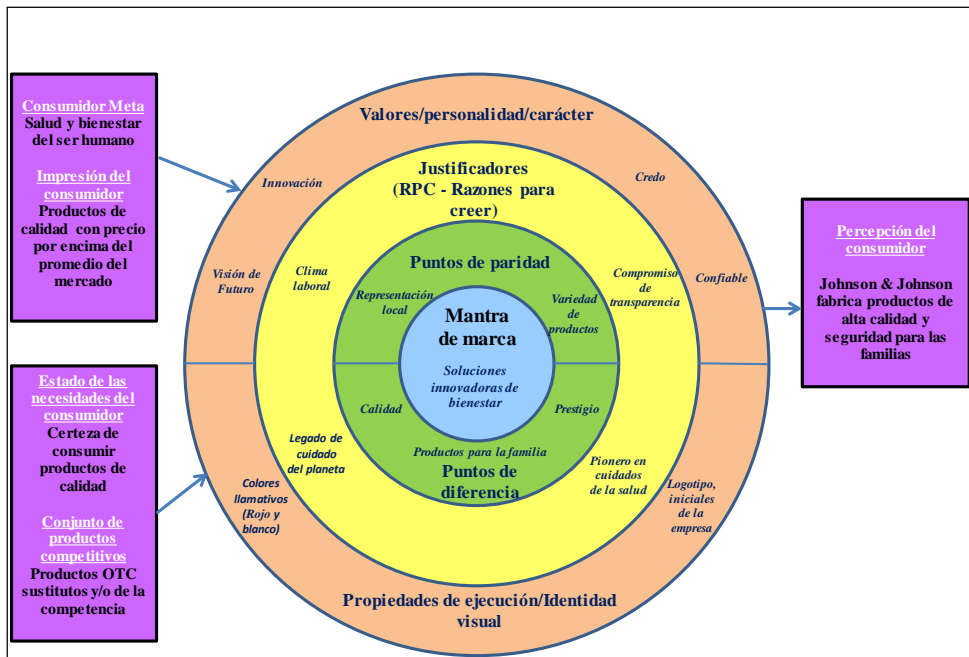 Consumidor Meta
Salud y bienestar
del ser humano
Impresión del
consumidor
Productos de
calidad con precio
por encima del
promedio del
mercado
Estado de las
necesidades del
consumidor
Certeza de
consumir
productos de
calidad
Conjunto de
productos
competitivos
Productos OTC
sustitutos y/o de la
competencia
Valores/personalidad/carácter
Innovación
Credo
Visión de
Futuro
Confiable
Justificadores
(RPC - Razones para
creer)
Clima
laboral
Compromiso
de
transparencia
Puntos de paridad
Representación
local
Variedad
de
productos
Mantra
de marca
Soluciones
innovadoras de
bienestar
Calidad
Prestigio
Productos para la familia
Puntos de
diferencia
Legado de
cuidado
del planeta
Pionero en
cuidados
de la salud
Colores
llamativos
(Rojo y
blanco)
Logotipo,
iniciales
de la
empresa
Propiedades de ejecución/Identidad
visual
Percepción del
consumidor
Johnson & Johnson
fabrica productos de
alta calidad y
seguridad para las
familias